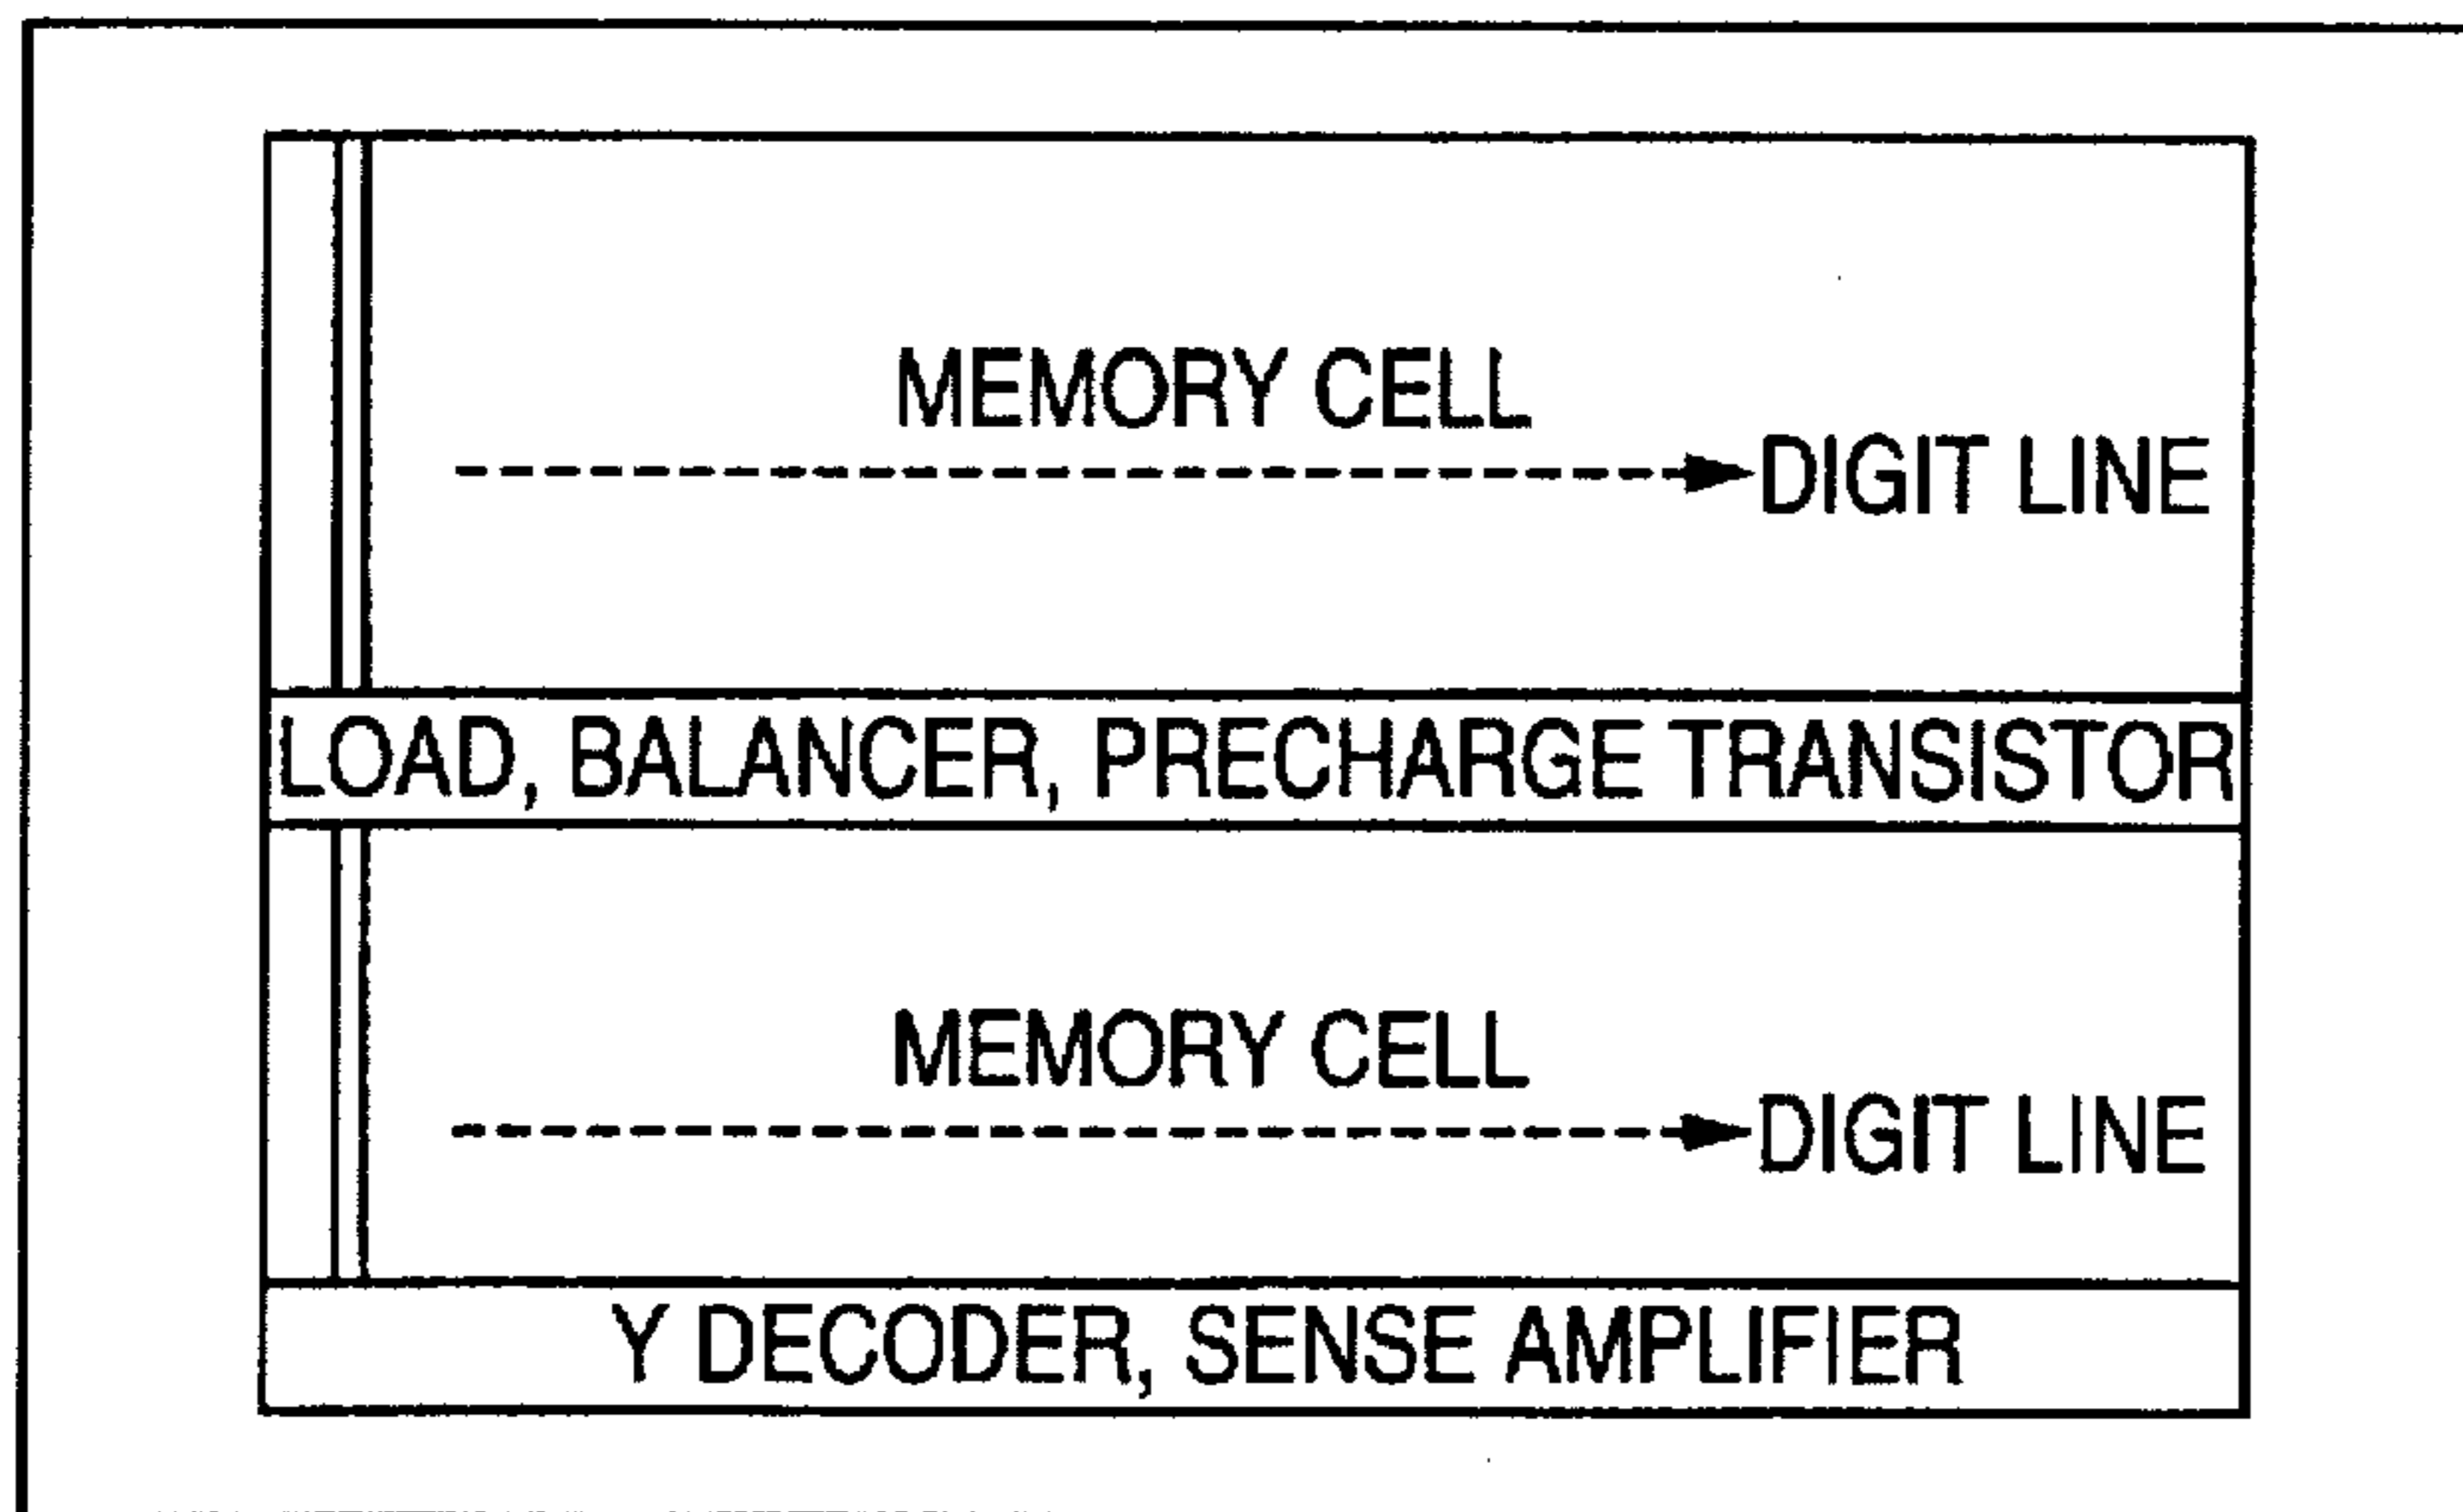 MEMORY CELL
DIGIT LINE
LOAD, BALANCER, PRECHARGE TRANSISTOR
MEMORY CELL
DIGIT LINE
Y DECODER, SENSE AMPLIFIER